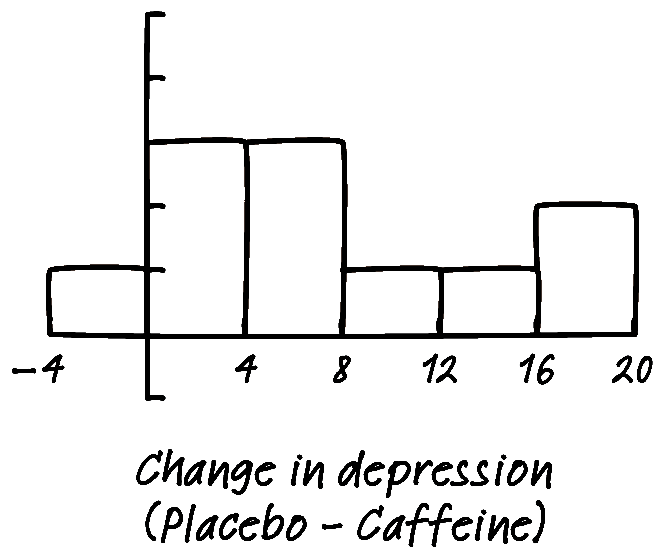 -4 4 8 12 16 20
Change in depression
(Placebo - Caffeine)